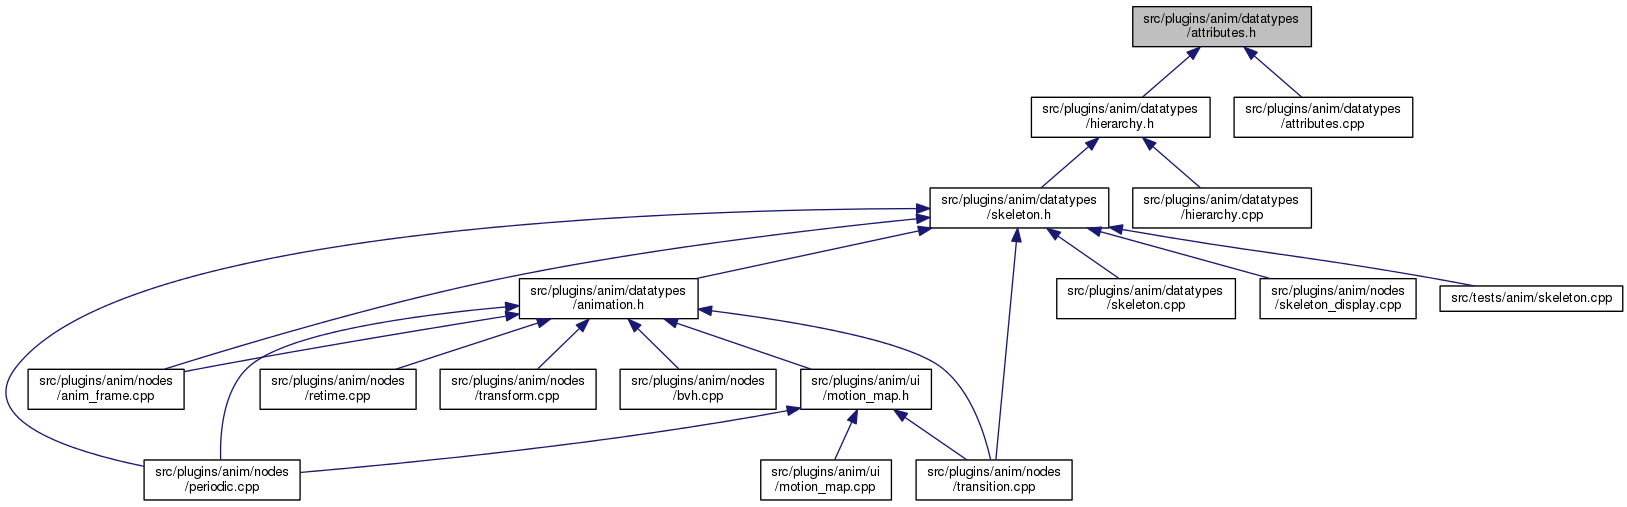 src/plugins/anim/datatypes
/attributes.h
src/plugins/anim/datatypes
/hierarchy.h
src/plugins/anim/datatypes
/attributes.cpp
src/plugins/anim/datatypes
/skeleton.h
src/plugins/anim/datatypes
/hierarchy.cpp
src/plugins/anim/datatypes
/animation.h
src/plugins/anim/datatypes
/skeleton.cpp
src/plugins/anim/nodes
/skeleton_display.cpp
src/tests/anim/skeleton.cpp
src/plugins/anim/nodes
/anim_frame.cpp
src/plugins/anim/nodes
/retime.cpp
src/plugins/anim/nodes
/transform.cpp
src/plugins/anim/nodes
/bvh.cpp
src/plugins/anim/ui
/motion_map.h
src/plugins/anim/nodes
/periodic.cpp
src/plugins/anim/ui
/motion_map.cpp
src/plugins/anim/nodes
/transition.cpp